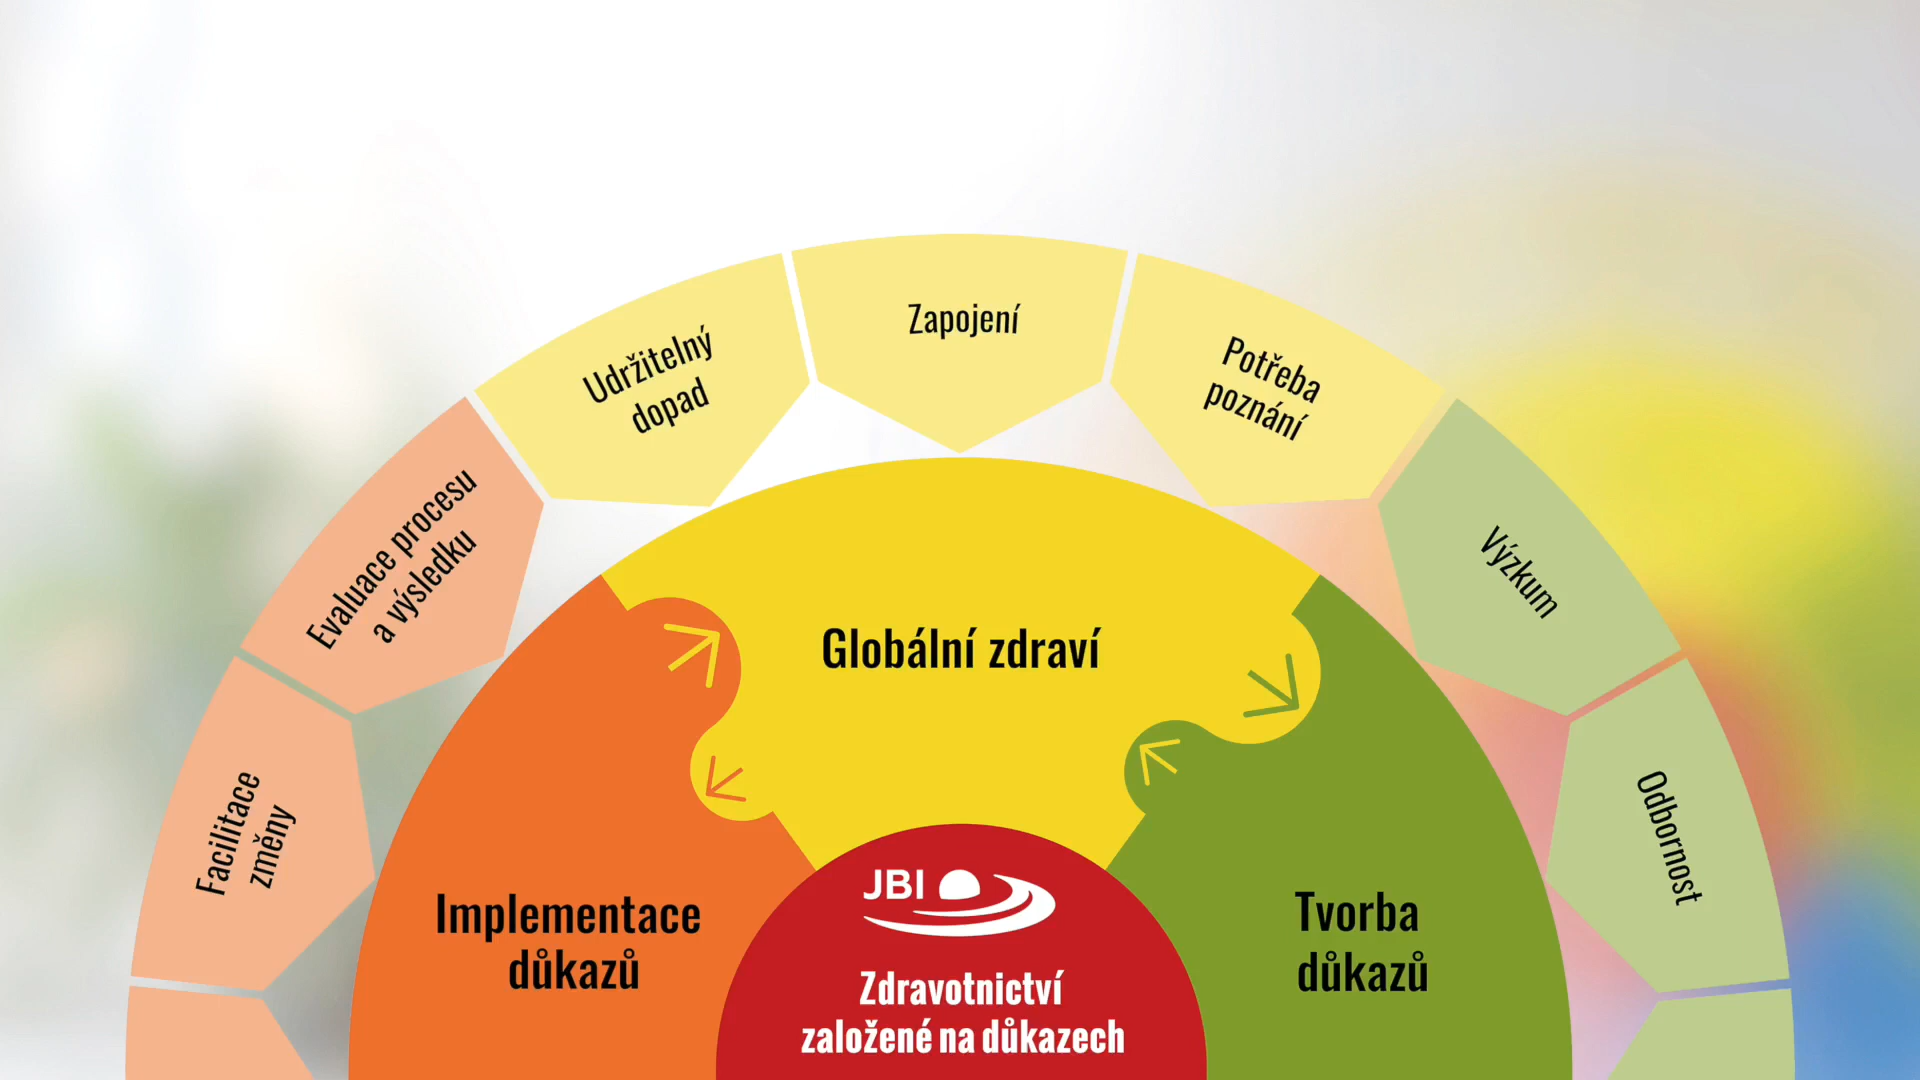 Zapojení
Udržitelný
dopad
Potřeba
poznání
Evaluace procesu
a výsledku
Výzkum
Facilitace
změny
Odbornost
Globální zdraví
Implementace
důkazů
Tvorba
důkazů
JBI
Zdravotnictví
založené na důkazech